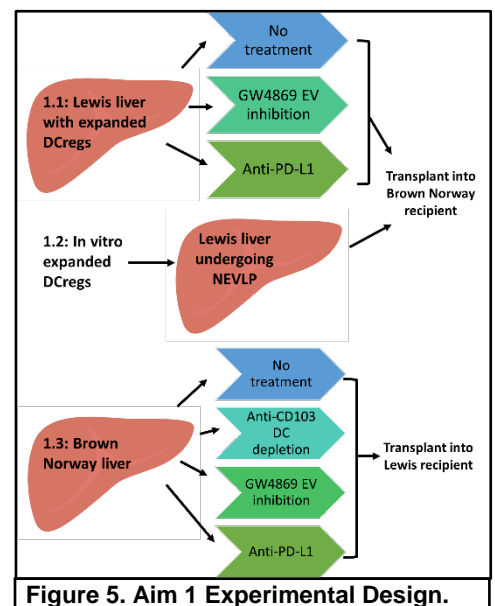 No
treatment
1.1: Lewis liver
with expanded
DCregs
GW4869 EV
inhibition
Anti-PD-L1
Transplant into
Brown Norway
recipient
1.2: In vitro
expanded
DCregs
Lewis liver
undergoing
NEVLP
No
treatment
Anti-CD103
DC
depletion
1.3: Brown
Norway liver
GW4869 EV
inhibition
Anti-PD-L1
Transplant into
Lewis recipient
Figure 5. Aim 1 Experimental Design.